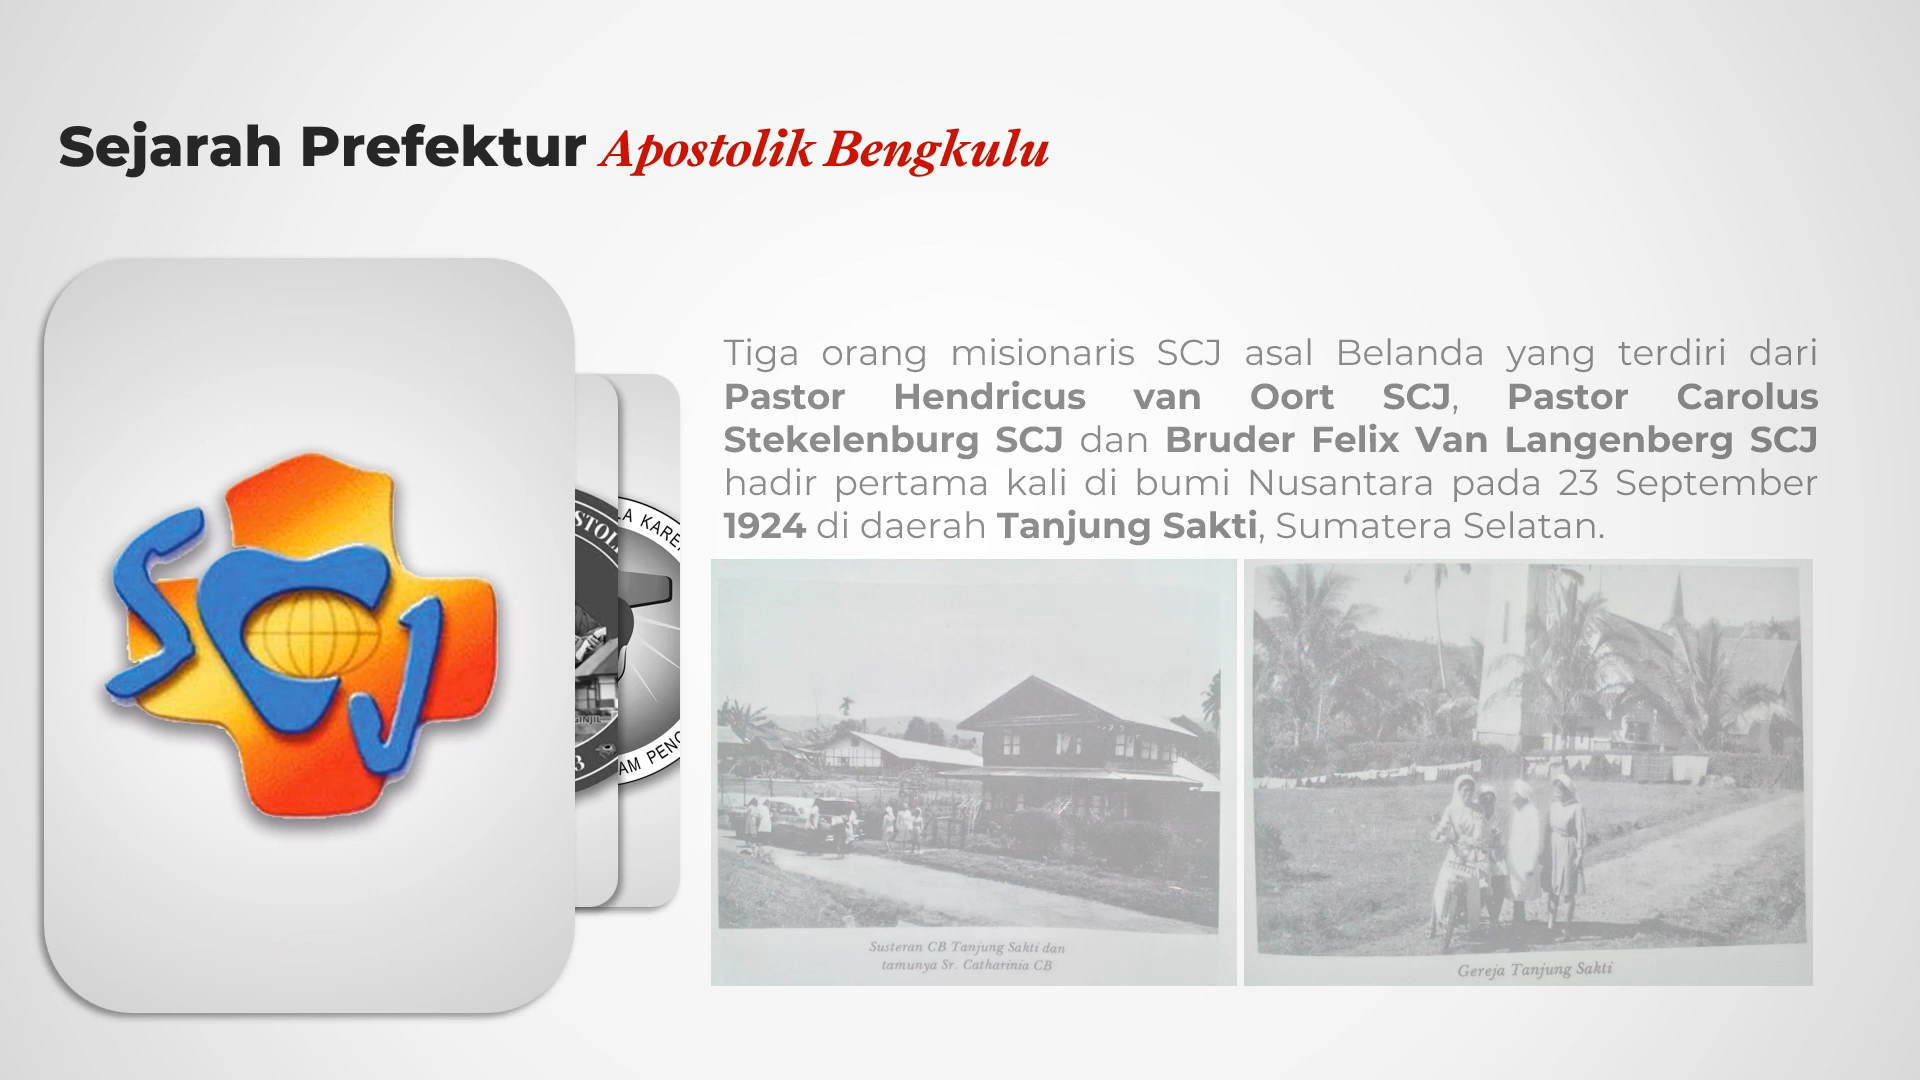 Sejarah Prefektur Apostolik Bengkulu
Tiga orang misionaris SCJ asal Belanda yang terdiri dari
Pastor Hendricus van Oort SCJ, Pastor Carolus
Stekelenburg SCJ dan Bruder Felix Van Langenberg SCJ
hadir pertama kali di bumi Nusantara pada 23 September
1924 di daerah Tanjung Sakti, Sumatera Selatan.
SCJ
Susteran CB Tanjung Sakti dan
tamunya Sr. Catharinia CB
Gereja Tanjung Sakti